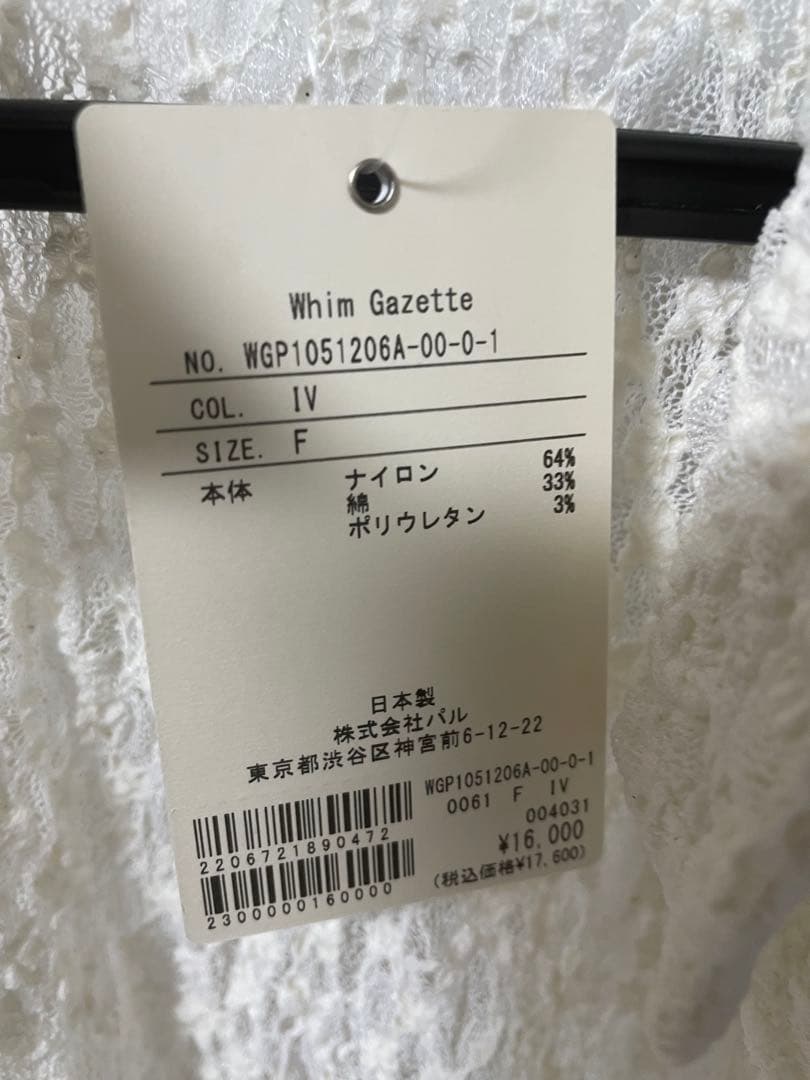 Whim Gazette
NO. WGP1051206A-00-0-1
COL. IV
SIZE. F
本体 ナイロン 64%
綿 33%
ポリウレタン 3%
日本製
株式会社パル
東京都渋谷区神宮前6-12-22
WGP1051206A-00-0-1
0061 F IV
004031
2206721890472
¥16,000
2300000160000
(税込価格¥17,600)